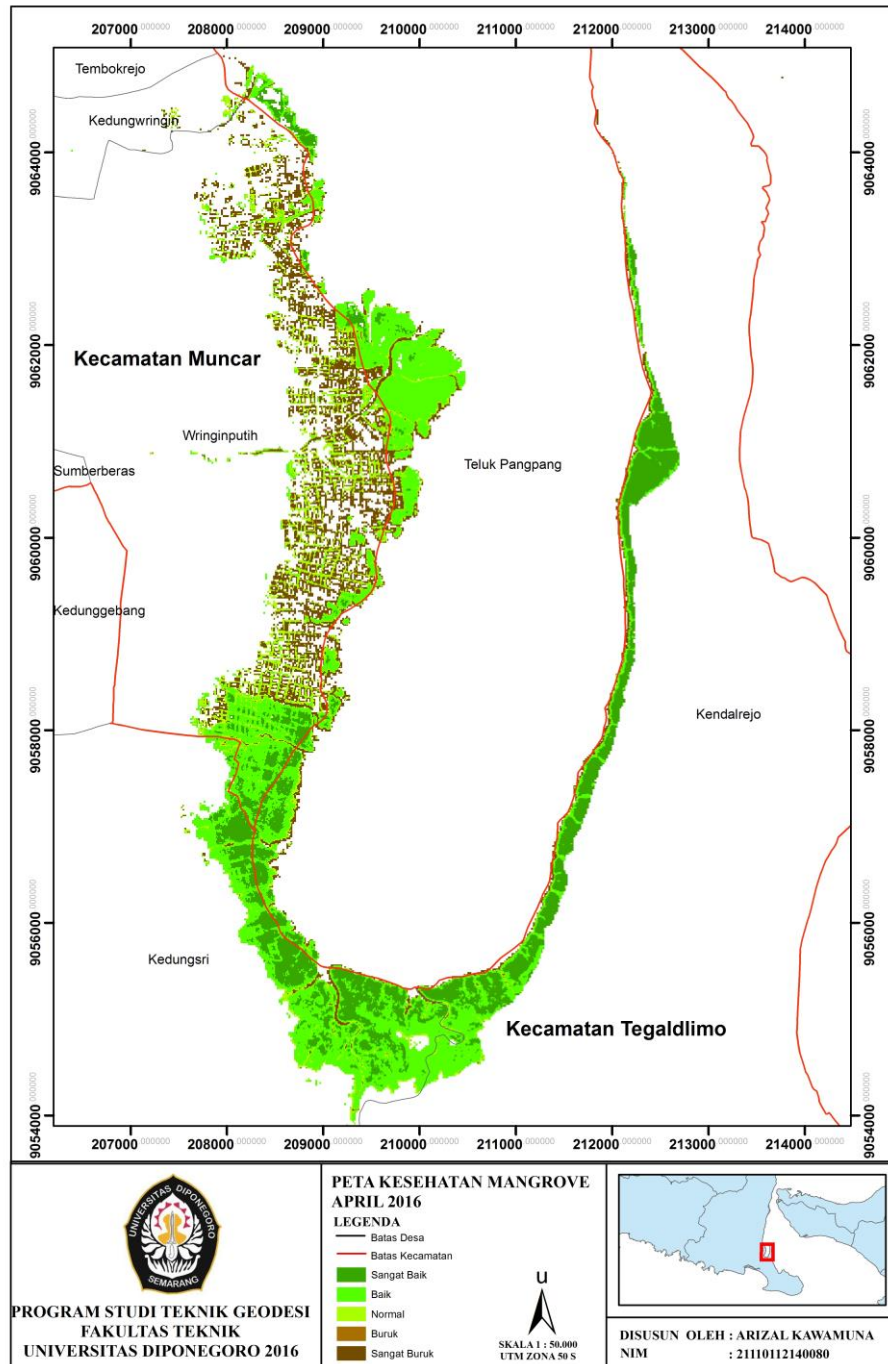 207000.000000 208000.000000 209000.000000 210000.000000 211000.000000 212000.000000 213000.000000 214000.000000
Tembokrejo
Kedungwringin
9064000.000000
9064000.000000
9062000.000000
Kecamatan Muncar
9062000.000000
Wringinputih
Teluk Pangpang
Sumberberas
9060000.000000
9060000.000000
Kedunggebang
Kendalrejo
9058000.000000
9058000.000000
9056000.000000
9056000.000000
Kedungsri
Kecamatan Tegaldlimo
9054000.000000
9054000.000000
207000.000000 208000.000000 209000.000000 210000.000000 211000.000000 212000.000000 213000.000000 214000.000000
UNIVERSITAS DIPONEGORO
SEMARANG
PROGRAM STUDI TEKNIK GEODESI
FAKULTAS TEKNIK
UNIVERSITAS DIPONEGORO 2016
PETA KESEHATAN MANGROVE
APRIL 2016
LEGENDA
Batas Desa
Batas Kecamatan
Sangat Baik
Baik
Normal
Buruk
Sangat Buruk
u
SKALA 1 : 50.000
UTM ZONA 50 S
DISUSUN OLEH : ARIZAL KAWAMUNA
NIM : 21110112140080